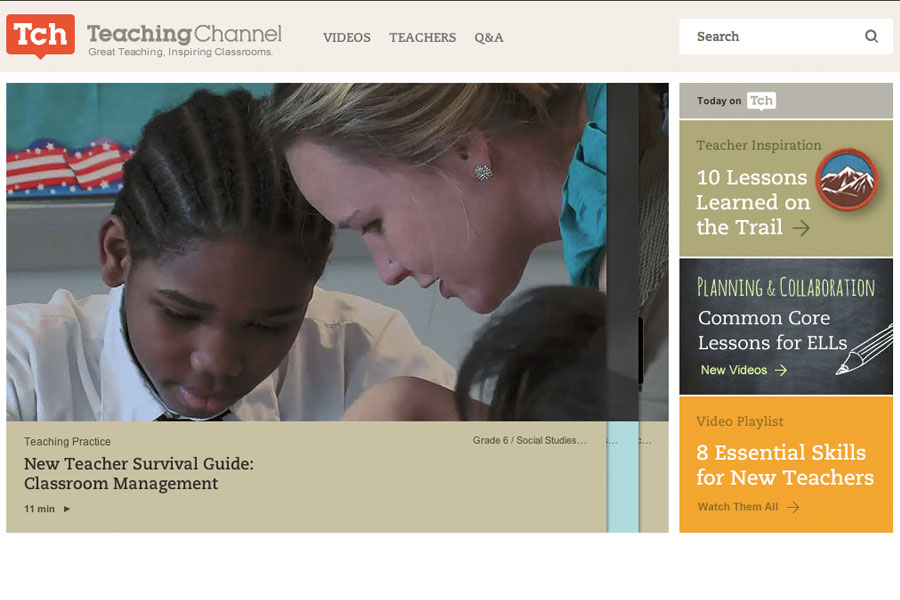 Tch
TeachingChannel
Great Teaching, Inspiring Classrooms.
VIDEOS TEACHERS Q&A
Search
Today on Tch
Teacher Inspiration
10 Lessons
Learned on
the Trail
PLANNING & COLLABORATION
Common Core
Lessons for ELLs
New Videos
Video Playlist
8 Essential Skills
for New Teachers
Watch Them All
Teaching Practice
Grade 6 / Social Studies...
New Teacher Survival Guide:
Classroom Management
11 min